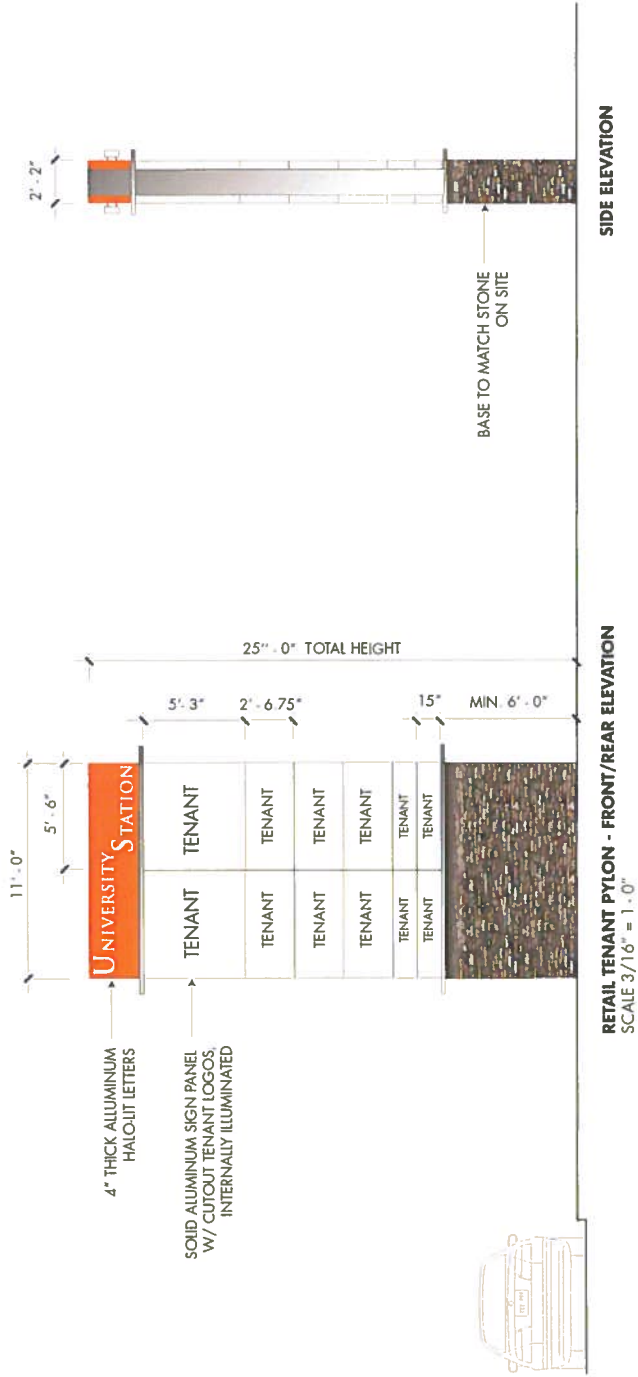 11'-0"
5'-6"
2'-2"
UNIVERSITY
STATION
4" THICK ALUMINUM
HALO-LIT LETTERS
SOLID ALUMINUM SIGN PANEL
W/ CUTOUT TENANT LOGOS,
INTERNALLY ILLUMINATED
TENANT TENANT
TENANT TENANT
TENANT TENANT
TENANT TENANT
TENANT TENANT
TENANT TENANT
5'-3"
2'-6.75"
15"
MIN. 6'-0"
25''-0" TOTAL HEIGHT
BASE TO MATCH STONE
ON SITE
RETAIL TENANT PYLON - FRONT/REAR ELEVATION
SCALE 3/16" = 1'-0"
SIDE ELEVATION